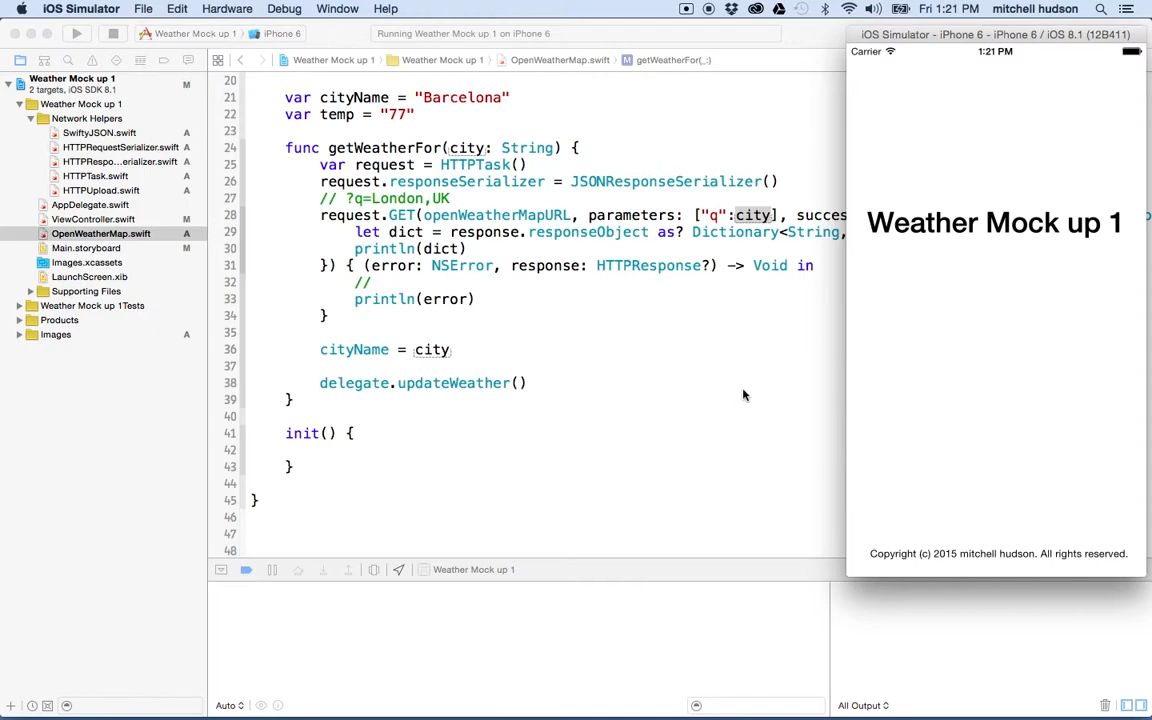 iOS Simulator File Edit Hardware Debug Window Help Fri 1:21 PM mitchell hudson
Weather Mock up 1 iPhone 6 Running Weather Mock up 1 on iPhone 6
iOS Simulator - iPhone 6 - iPhone 6 / iOS 8.1 (12B411)
Carrier 1:21 PM
Weather Mock up 1
Copyright (c) 2015 mitchell hudson. All rights reserved.
Weather Mock up 1 Weather Mock up 1 OpenWeatherMap.swift M getWeatherFor(_:)
Weather Mock up 1 M
2 targets, iOS SDK 8.1
Weather Mock up 1
Network Helpers
SwiftyJSON.swift A
HTTPRequestSerializer.swift A
HTTPRespo...erializer.swift A
HTTPTask.swift A
HTTPUpload.swift A
AppDelegate.swift
ViewController.swift M
OpenWeatherMap.swift A
Main.storyboard M
Images.xcassets
LaunchScreen.xib
Supporting Files
Weather Mock up 1Tests
Products
Images A
20
21 var cityName = "Barcelona"
22 var temp = "77"
23
24 func getWeatherFor(city: String) {
25 var request = HTTPTask()
26 request.responseSerializer = JSONResponseSerializer()
27 // ?q=London,UK
28 request.GET(openWeatherMapURL, parameters: ["q":city], succes
29 let dict = response.responseObject as? Dictionary<String,
30 println(dict)
31 }) { (error: NSError, response: HTTPResponse?) -> Void in
32 //
33 println(error)
34 }
35
36 cityName = city
37
38 delegate.updateWeather()
39 }
40
41 init() {
42
43 }
44
45 }
46
47
48
Weather Mock up 1
Auto All Output